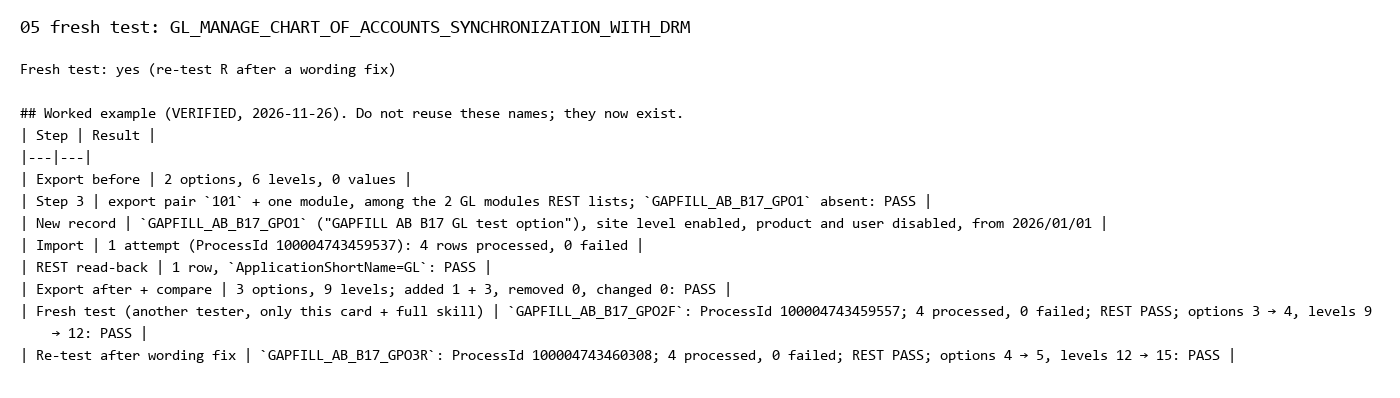 05 fresh test: GL_MANAGE_CHART_OF_ACCOUNTS_SYNCHRONIZATION_WITH_DRM
Fresh test: yes (re-test R after a wording fix)
## Worked example (VERIFIED, 2026-11-26). Do not reuse these names; they now exist.
| Step | Result |
|---|---|
| Export before | 2 options, 6 levels, 0 values |
| Step 3 | export pair `101` + one module, among the 2 GL modules REST lists; `GAPFILL_AB_B17_GPO1` absent: PASS |
| New record | `GAPFILL_AB_B17_GPO1` ("GAPFILL AB B17 GL test option"), site level enabled, product and user disabled, from 2026/01/01 |
| Import | 1 attempt (ProcessId 100004743459537): 4 rows processed, 0 failed |
| REST read-back | 1 row, `ApplicationShortName=GL`: PASS |
| Export after + compare | 3 options, 9 levels; added 1 + 3, removed 0, changed 0: PASS |
| Fresh test (another tester, only this card + full skill) | `GAPFILL_AB_B17_GPO2F`: ProcessId 100004743459557; 4 processed, 0 failed; REST PASS; options 3 → 4, levels 9
→ 12: PASS |
| Re-test after wording fix | `GAPFILL_AB_B17_GPO3R`: ProcessId 100004743460308; 4 processed, 0 failed; REST PASS; options 4 → 5, levels 12 → 15: PASS |